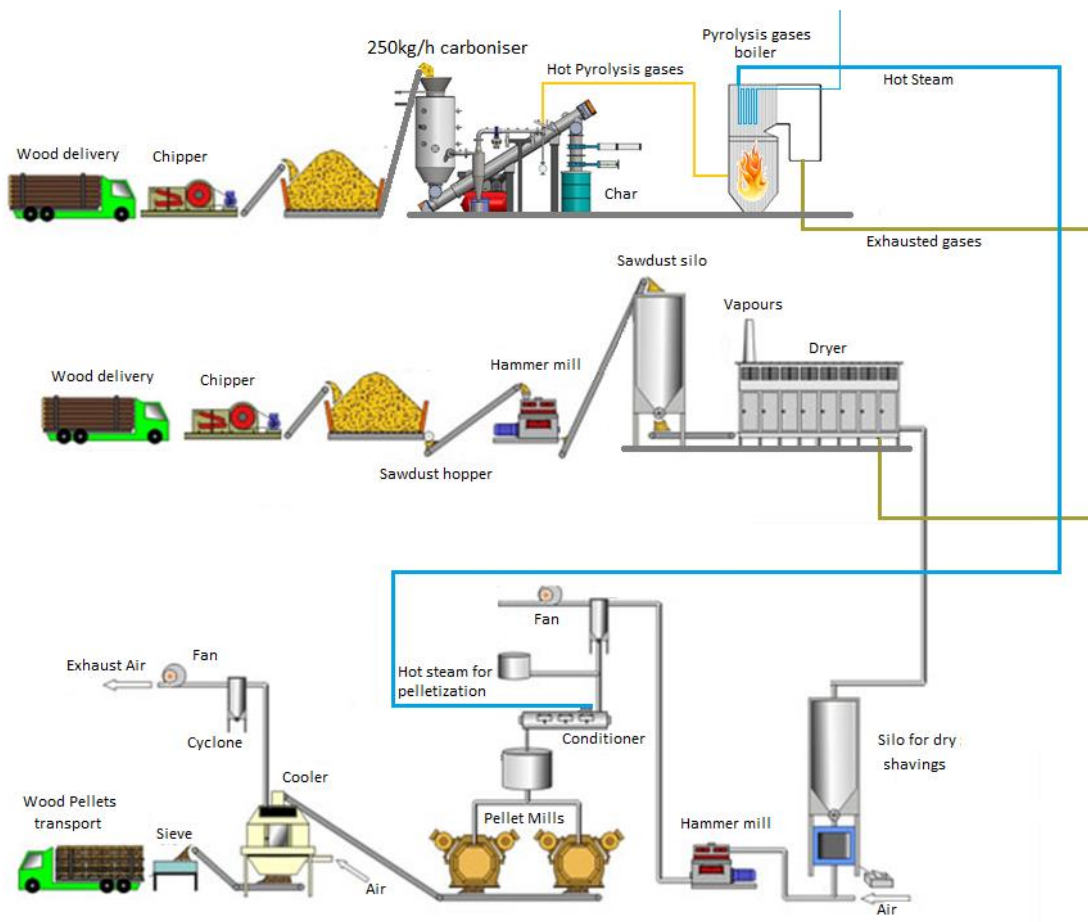 250kg/h carboniser
Pyrolysis gases
boiler
Hot Pyrolysis gases
Hot Steam
Wood delivery
Chipper
Char
Exhausted gases
Sawdust silo
Vapours
Dryer
Hammer mill
Wood delivery
Chipper
Sawdust hopper
Fan
Fan
Exhaust Air
Hot steam for
pelletization
Cyclone
Conditioner
Silo for dry
shavings
Cooler
Wood Pellets
transport
Sieve
Pellet Mills
Hammer mill
Air
Air